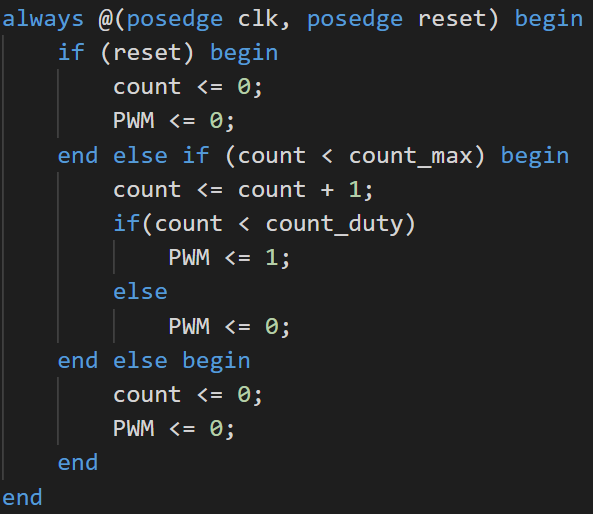 always @(posedge clk, posedge reset) begin
    if (reset) begin
        count <= 0;
        PWM <= 0;
    end else if (count < count_max) begin
        count <= count + 1;
        if(count < count_duty)
            PWM <= 1;
        else
            PWM <= 0;
    end else begin
        count <= 0;
        PWM <= 0;
    end
end